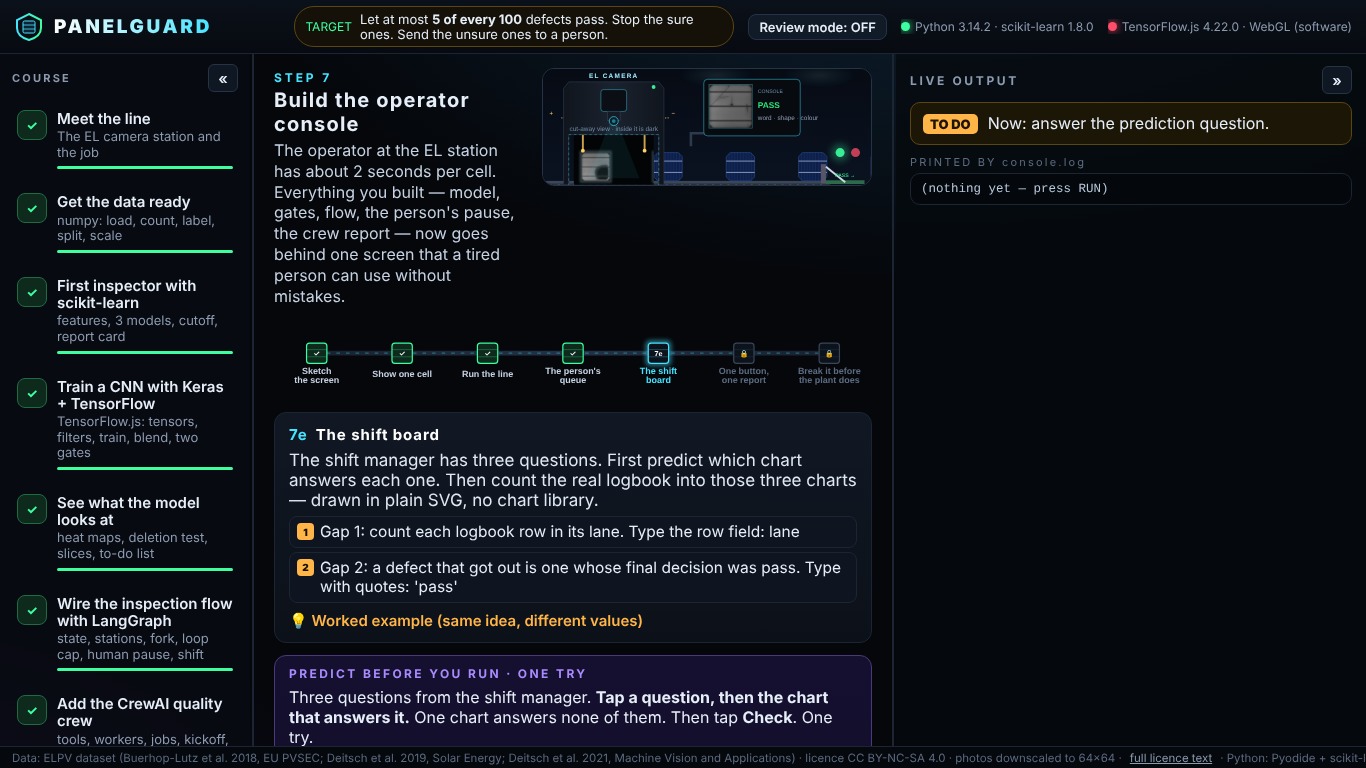 PANELGUARD
TARGET
Let at most 5 of every 100 defects pass. Stop the sure
ones. Send the unsure ones to a person.
Review mode: OFF
Python 3.14.2 · scikit-learn 1.8.0
TensorFlow.js 4.22.0 · WebGL (software)
COURSE
«
Meet the line
The EL camera station and
the job
Get the data ready
numpy: load, count, label,
split, scale
First inspector with
scikit-learn
features, 3 models, cutoff,
report card
Train a CNN with Keras
+ TensorFlow
TensorFlow.js: tensors,
filters, train, blend, two
gates
See what the model
looks at
heat maps, deletion test,
slices, to-do list
Wire the inspection flow
with LangGraph
state, stations, fork, loop
cap, human pause, shift
Add the CrewAI quality
crew
tools, workers, jobs, kickoff,
STEP 7
Build the operator
console
The operator at the EL station
has about 2 seconds per cell.
Everything you built — model,
gates, flow, the person's pause,
the crew report — now goes
behind one screen that a tired
person can use without
mistakes.
EL CAMERA
cut-away view · inside it is dark
CONSOLE
PASS
word · shape · colour
Sketch
the screen
Show one cell
Run the line
The person's
queue
7e
The shift
board
One button,
one report
Break it before
the plant does
7e The shift board
The shift manager has three questions. First predict which chart
answers each one. Then count the real logbook into those three charts
— drawn in plain SVG, no chart library.
1 Gap 1: count each logbook row in its lane. Type the row field: lane
2 Gap 2: a defect that got out is one whose final decision was pass. Type
with quotes: 'pass'
💡 Worked example (same idea, different values)
PREDICT BEFORE YOU RUN · ONE TRY
Three questions from the shift manager. Tap a question, then the chart
that answers it. One chart answers none of them. Then tap Check. One
try.
LIVE OUTPUT
»
TO DO Now: answer the prediction question.
PRINTED BY console.log
(nothing yet — press RUN)
Data: ELPV dataset (Buerhop-Lutz et al. 2018, EU PVSEC; Deitsch et al. 2019, Solar Energy; Deitsch et al. 2021, Machine Vision and Applications) · licence CC BY-NC-SA 4.0 · photos downscaled to 64×64 · full licence text · Python: Pyodide + scikit-